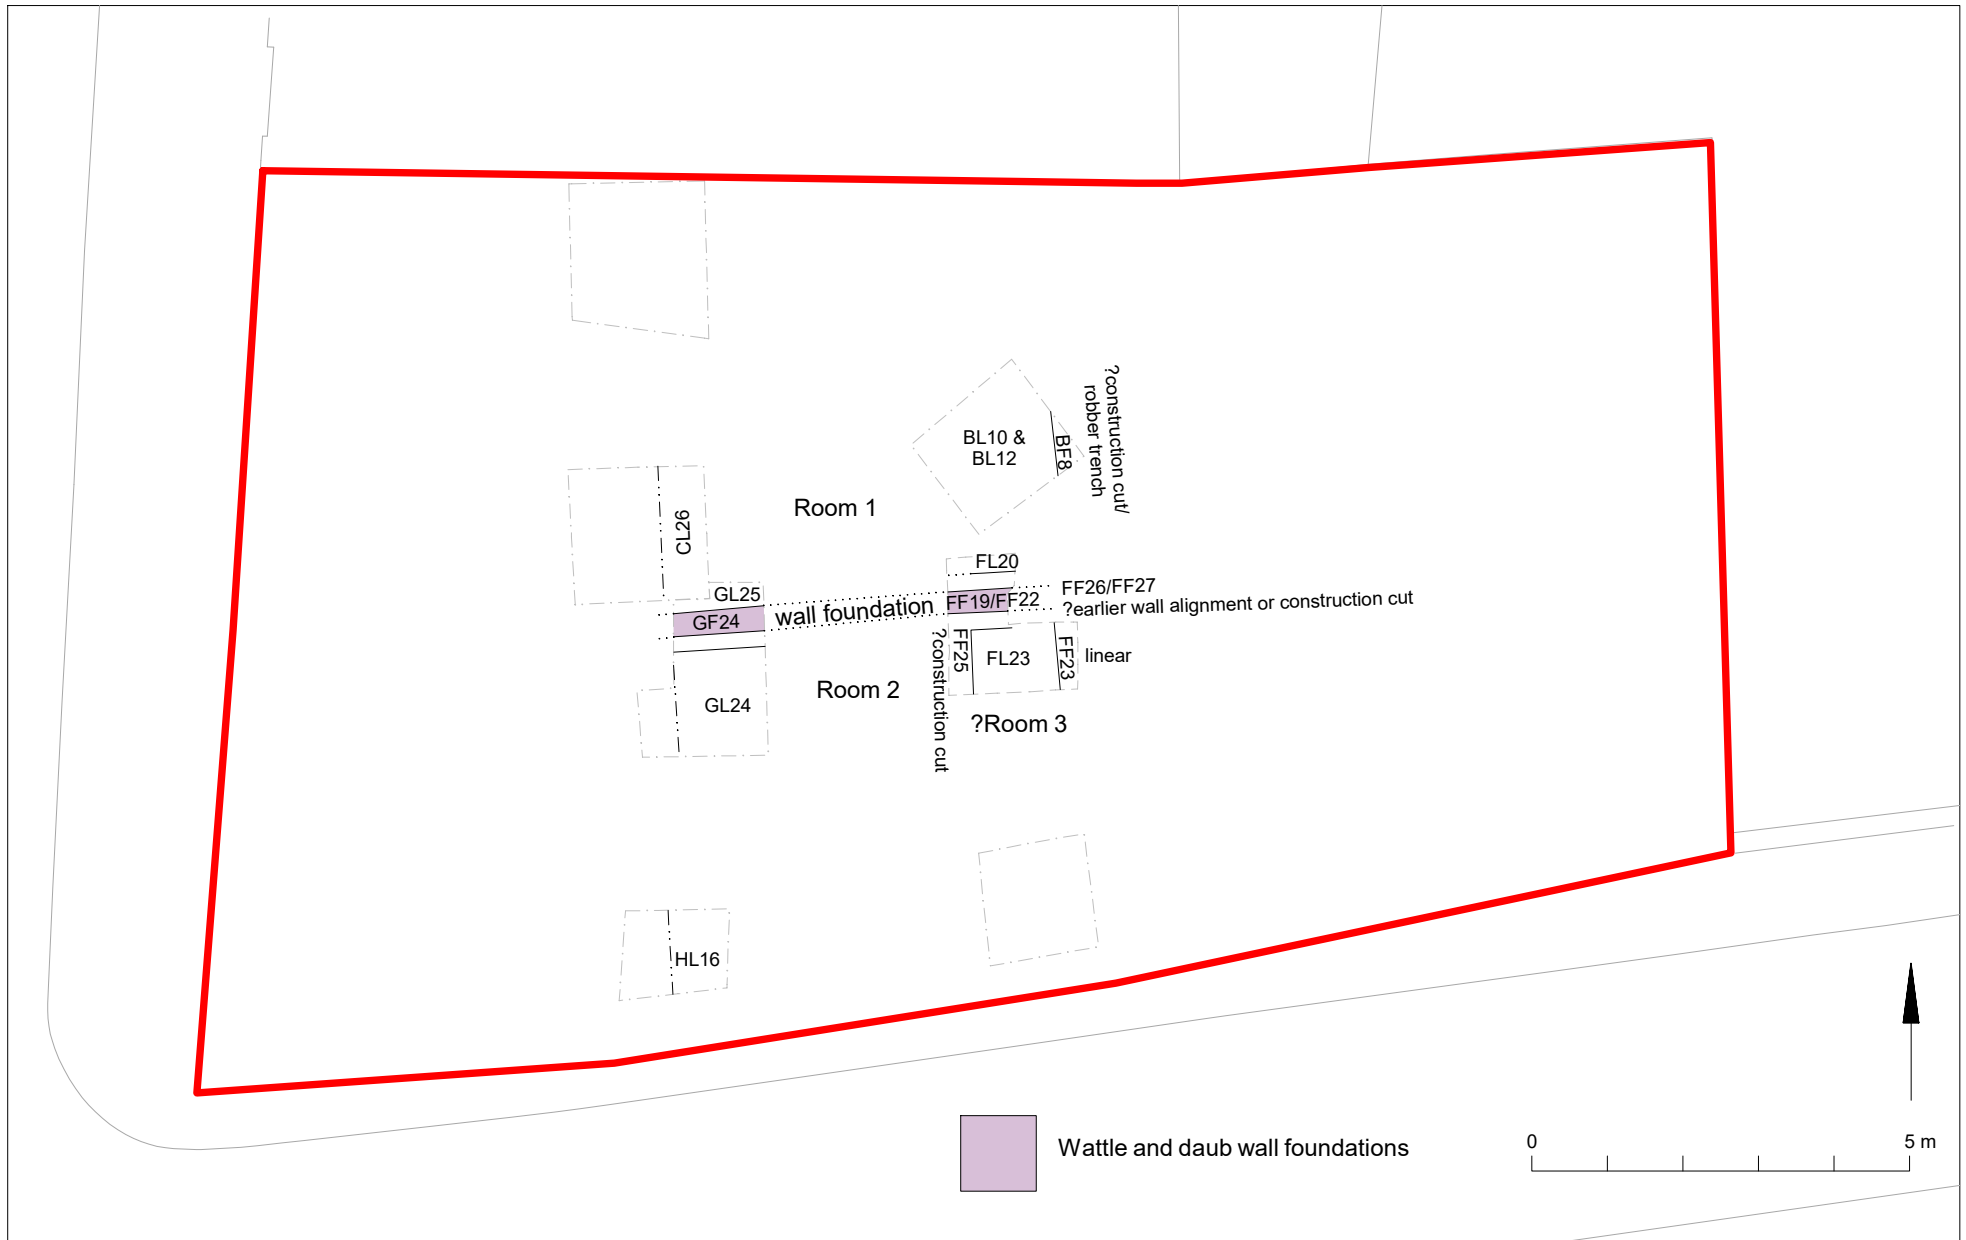 ?construction cut/
robber trench
BL10 &
BL12
BF8
Room 1
CL26
FL20
GL25
wall foundation
FF19/FF22
FF26/FF27
?earlier wall alignment or construction cut
GF24
?construction cut
FF25
FL23
FF23
linear
Room 2
GL24
?Room 3
HL16
Wattle and daub wall foundations
0
5 m